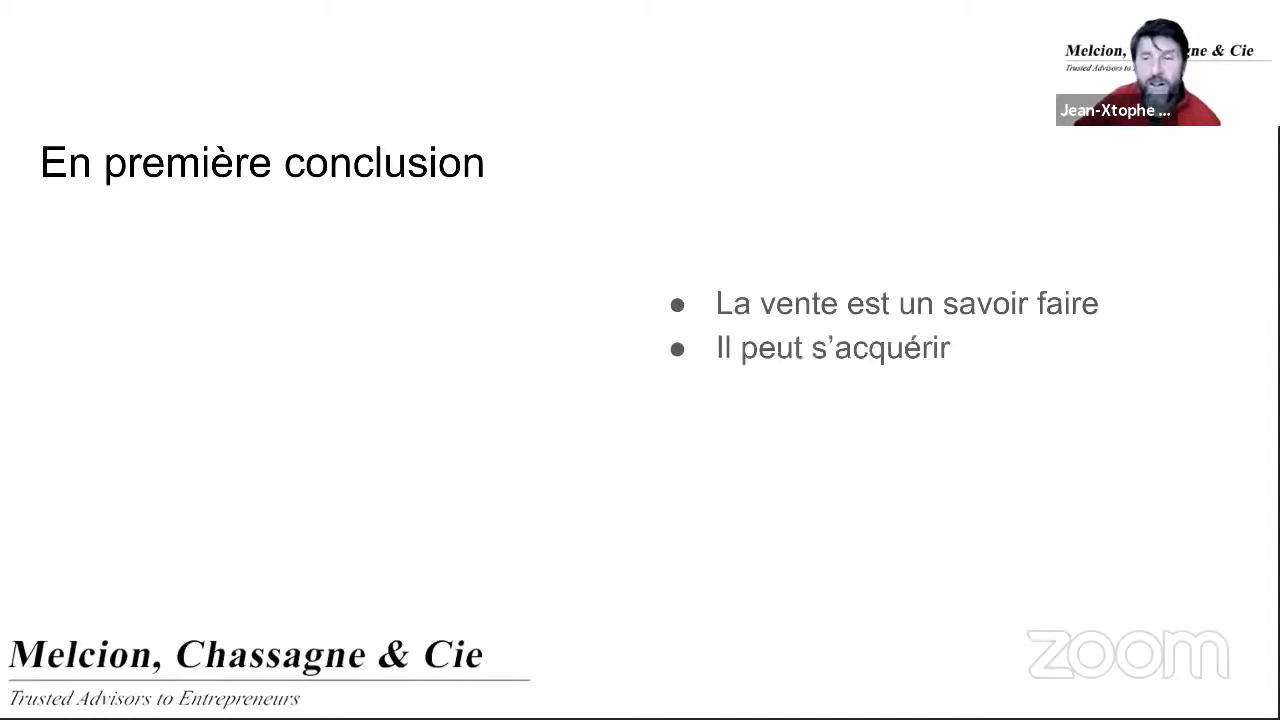 Melcion, gne & Cie
Trusted Advisors to
Jean-Xtophe ...
En première conclusion
● La vente est un savoir faire
● Il peut s’acquérir
Melcion, Chassagne & Cie
Trusted Advisors to Entrepreneurs
zoom